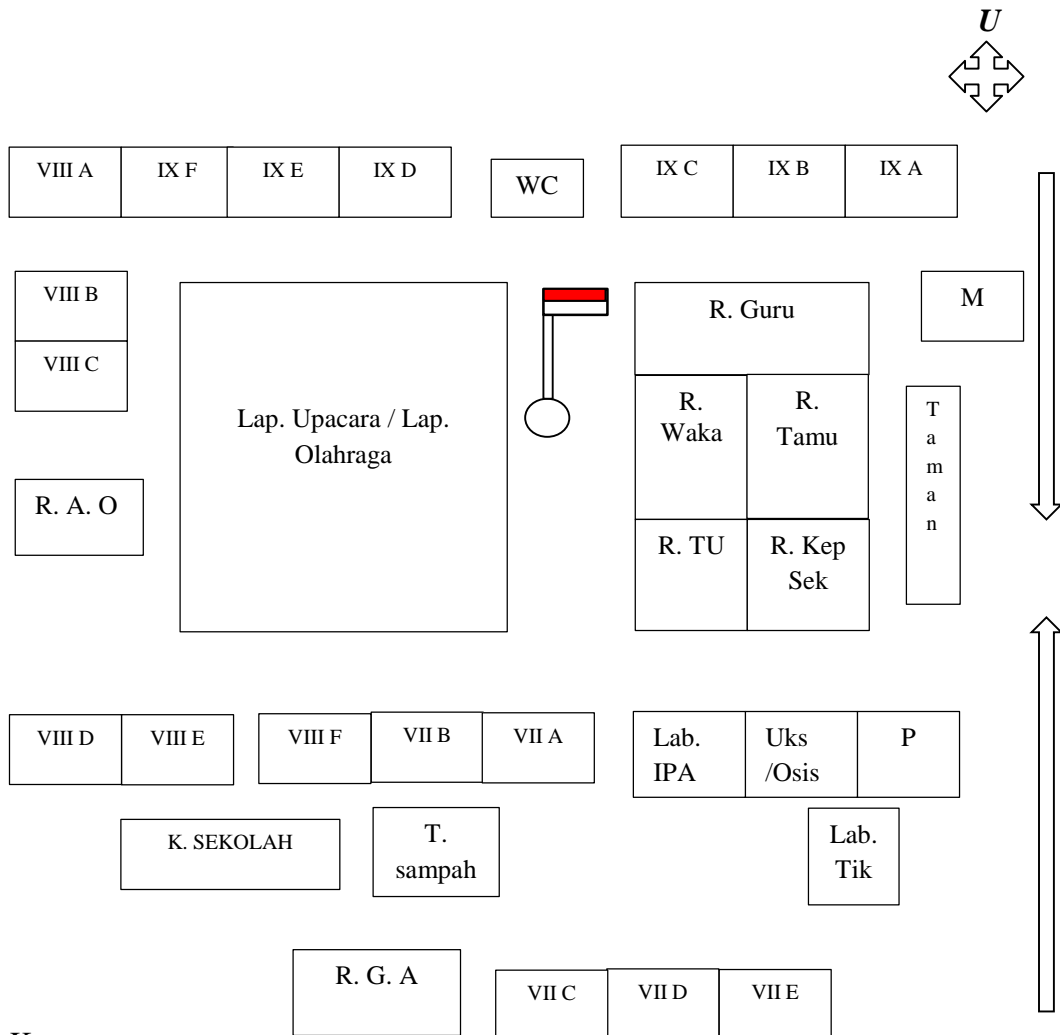 U
VIII A
IX F
IX E
IX D
WC
IX C
IX B
IX A
VIII B
VIII C
R. A. O
Lap. Upacara / Lap.
Olahraga
R. Guru
R.
Waka
R.
Tamu
R. TU
R. Kep
Sek
M
T
a
m
a
n
VIII D
VIII E
VIII F
VII B
VII A
Lab.
IPA
Uks
/Osis
P
K. SEKOLAH
T.
sampah
Lab.
Tik
R. G. A
VII C
VII D
VII E